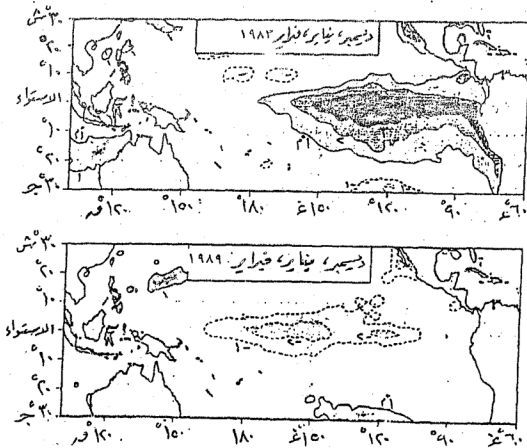 ٣٠° ش
ديسمبر، يناير، فبراير ١٩٨٣
٢٠°
١٠°
الاستواء
١٠°
٢٠°
٣٠° ج
١٢٠° ق
١٥٠°
١٨٠
١٥٠° غ
١٢٠°
٩٠°
٦٠° غ
٣٠° ش
ديسمبر، يناير، فبراير ١٩٨٩
٢٠°
١٠°
الاستواء
١٠°
٢٠°
٣٠° ج
١٢٠° ق
١٥٠°
١٨٠
١٥٠° غ
١٢٠°
٩٠°
٦٠° غ